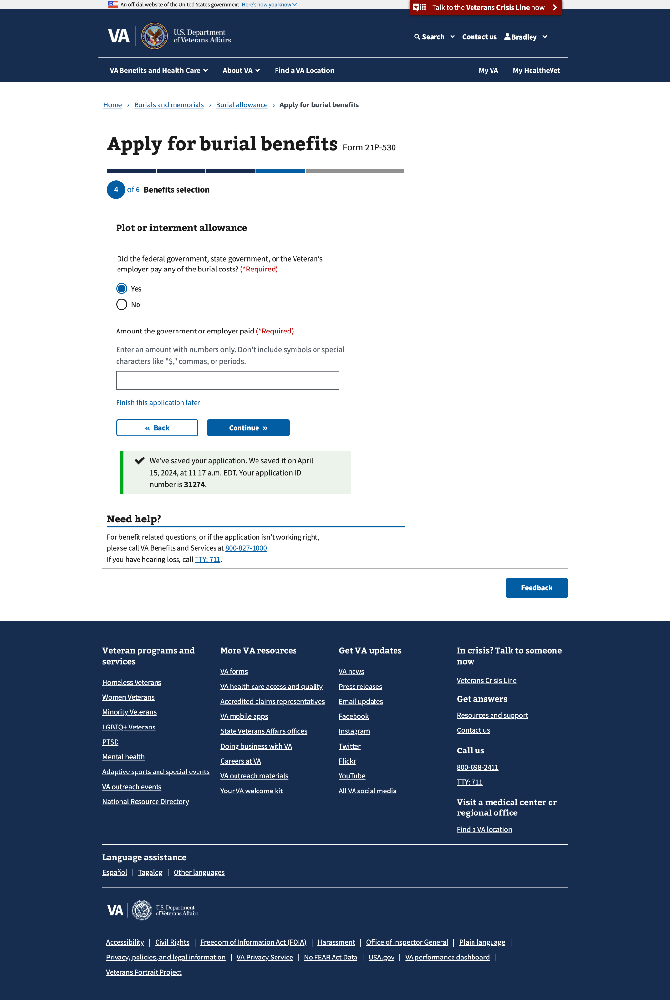 An official website of the United States government Here's how you know
Talk to the Veterans Crisis Line now
VA
U.S. Department
of Veterans Affairs
Search Contact us Bradley
VA Benefits and Health Care About VA Find a VA Location My VA My HealtheVet
Home › Burials and memorials › Burial allowance › Apply for burial benefits
Apply for burial benefits Form 21P-530
4 of 6 Benefits selection
Plot or interment allowance
Did the federal government, state government, or the Veteran’s
employer pay any of the burial costs? (*Required)
Yes
No
Amount the government or employer paid (*Required)
Enter an amount with numbers only. Don't include symbols or special
characters like "$," commas, or periods.
Finish this application later
« Back
Continue »
We’ve saved your application. We saved it on April
15, 2024, at 11:17 a.m. EDT. Your application ID
number is 31274.
Need help?
For benefit related questions, or if the application isn’t working right,
please call VA Benefits and Services at 800-827-1000.
If you have hearing loss, call TTY: 711.
Feedback
Veteran programs and
services
Homeless Veterans
Women Veterans
Minority Veterans
LGBTQ+ Veterans
PTSD
Mental health
Adaptive sports and special events
VA outreach events
National Resource Directory
More VA resources
VA forms
VA health care access and quality
Accredited claims representatives
VA mobile apps
State Veterans Affairs offices
Doing business with VA
Careers at VA
VA outreach materials
Your VA welcome kit
Get VA updates
VA news
Press releases
Email updates
Facebook
Instagram
Twitter
Flickr
YouTube
All VA social media
In crisis? Talk to someone
now
Veterans Crisis Line
Get answers
Resources and support
Contact us
Call us
800-698-2411
TTY: 711
Visit a medical center or
regional office
Find a VA location
Language assistance
Español | Tagalog | Other languages
VA
U.S. Department
of Veterans Affairs
Accessibility | Civil Rights | Freedom of Information Act (FOIA) | Harassment | Office of Inspector General | Plain language |
Privacy, policies, and legal information | VA Privacy Service | No FEAR Act Data | USA.gov | VA performance dashboard |
Veterans Portrait Project